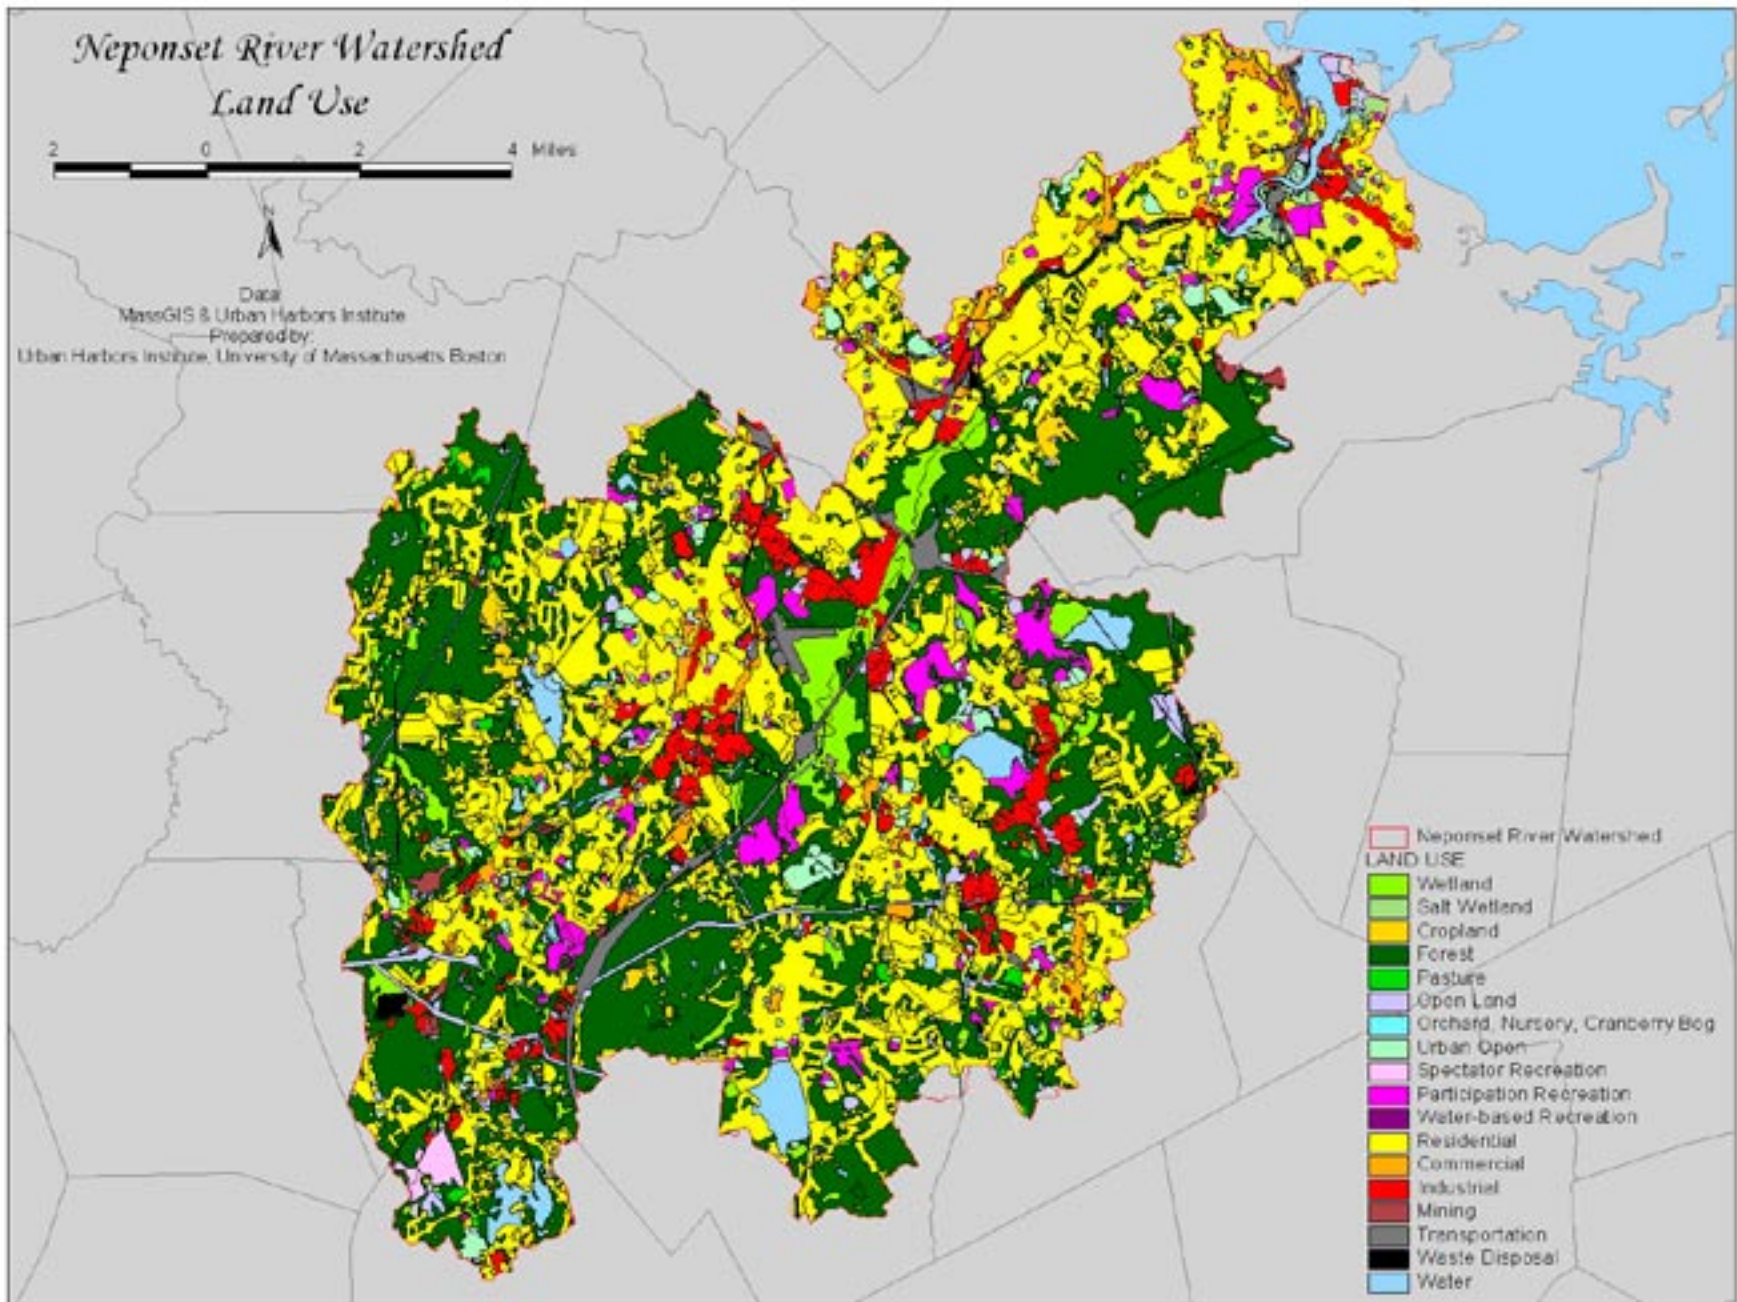 Neponset River Watershed
Land Use
2 0 2 4 Miles
N
Data:
MassGIS & Urban Harbors Institute
Prepared by:
Urban Harbors Institute, University of Massachusetts Boston
Neponset River Watershed
LAND USE
Wetland
Salt Wetland
Cropland
Forest
Pasture
Open Land
Orchard, Nursery, Cranberry Bog
Urban Open
Spectator Recreation
Participation Recreation
Water-based Recreation
Residential
Commercial
Industrial
Mining
Transportation
Waste Disposal
Water